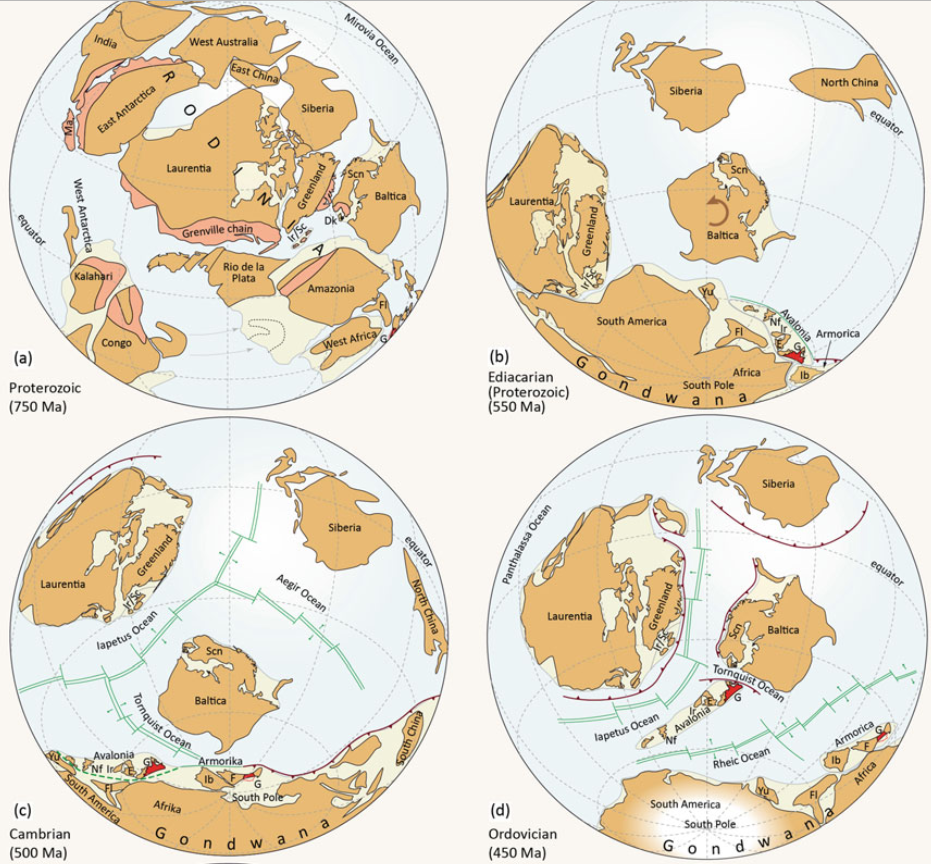 India
West Australia
Mirovia Ocean
East China
East Antarctica
Siberia
Ma
R O D I N I A
Laurentia
Greenland
Scn
Baltica
Dk
West Antarctica
equator
Grenville chain
Ir/Sc
Kalahari
Rio de la
Plata
Amazonia
Fl
G
Congo
West Africa
(a)
Proterozoic
(750 Ma)
Siberia
North China
equator
Laurentia
Greenland
Ir/Sc
Scn
Baltica
South America
Yu
Fl
Avalonia
Nf
Ir
E
G
Armorica
Ib
Africa
South Pole
Gondwana
(b)
Ediacarian
(Proterozoic)
(550 Ma)
Siberia
equator
Laurentia
Greenland
Ir/Sc
Aegir Ocean
North China
Iapetus Ocean
Scn
Baltica
Tornquist Ocean
South China
Yu
Avalonia
Nf
Ir
E
G
Fl
Armorika
Ib
F
G
South Pole
South America
Afrika
Gondwana
(c)
Cambrian
(500 Ma)
Siberia
Panthalassa Ocean
equator
Laurentia
Greenland
Ir/Sc
Scn
Baltica
Tornquist Ocean
Iapetus Ocean
Avalonia
Nf
Ir
E
G
Rheic Ocean
Armorica
G
F
Ib
Africa
Yu
Fl
South America
South Pole
Gondwana
(d)
Ordovician
(450 Ma)